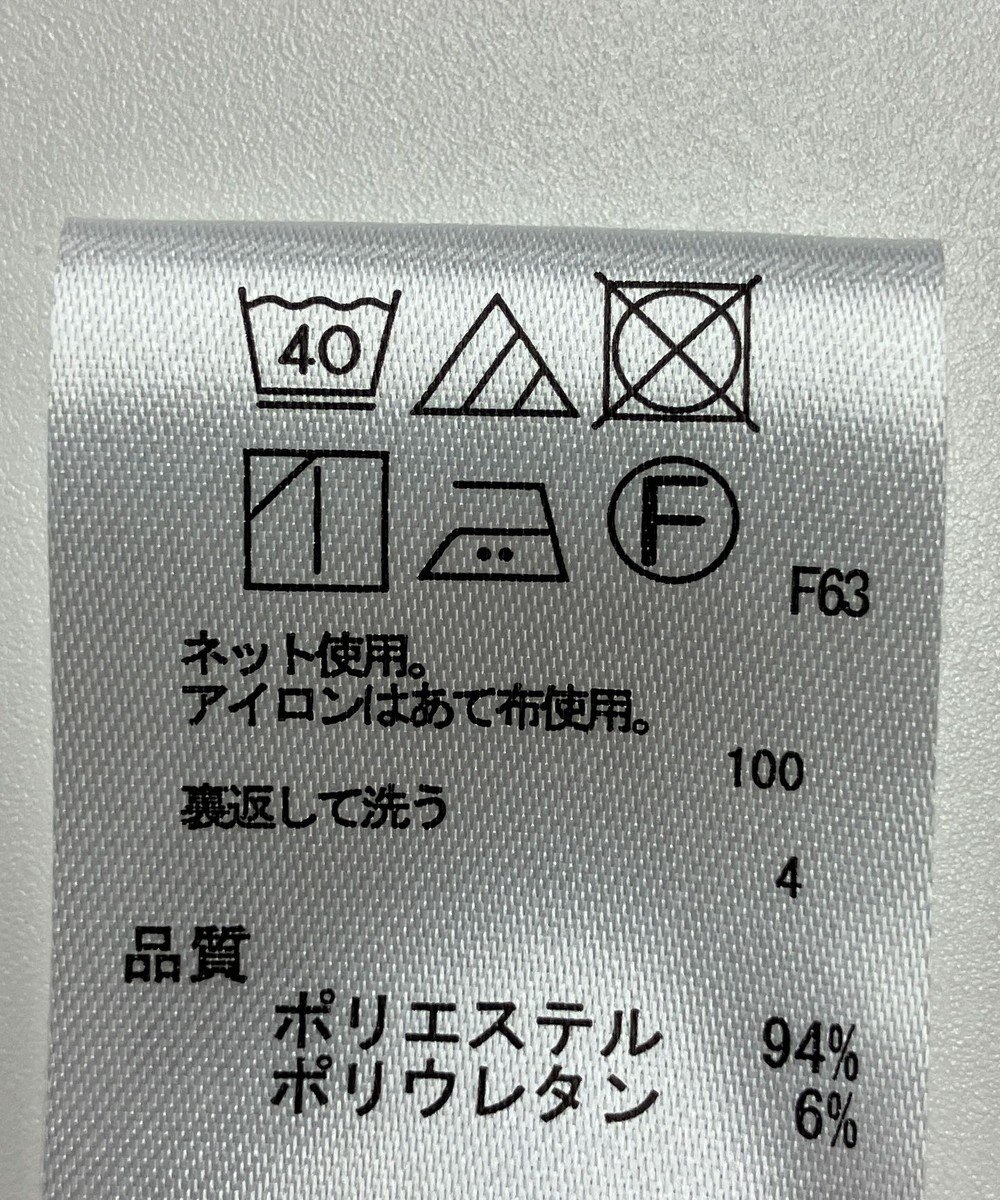 40
F
F63
ネット使用。
アイロンはあて布使用。
100
裏返して洗う
4
品質
ポリエステル 94%
ポリウレタン 6%